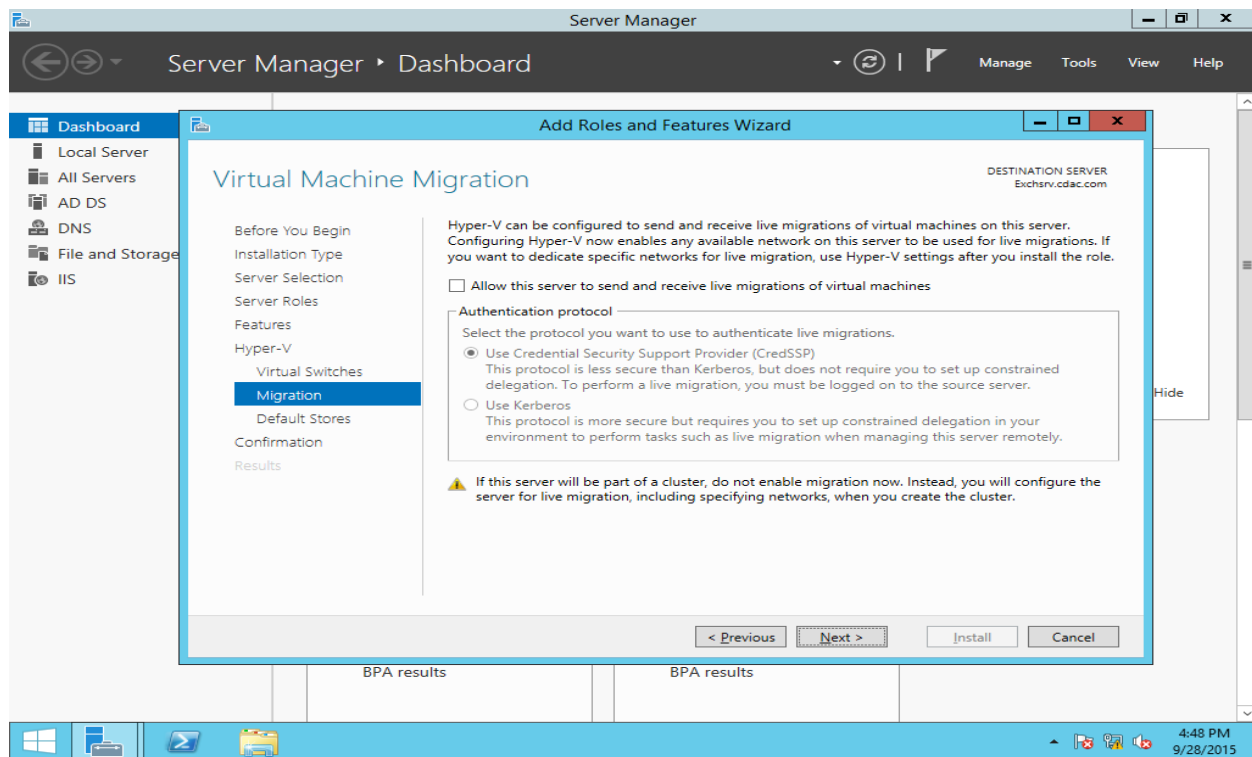 Server Manager
Server Manager ‣ Dashboard
Manage Tools View Help
Dashboard
Local Server
All Servers
AD DS
DNS
File and Storage
IIS
Add Roles and Features Wizard
Virtual Machine Migration
DESTINATION SERVER
Exchsrv.cdac.com
Before You Begin
Installation Type
Server Selection
Server Roles
Features
Hyper-V
Virtual Switches
Migration
Default Stores
Confirmation
Results
Hyper-V can be configured to send and receive live migrations of virtual machines on this server.
Configuring Hyper-V now enables any available network on this server to be used for live migrations. If
you want to dedicate specific networks for live migration, use Hyper-V settings after you install the role.
Allow this server to send and receive live migrations of virtual machines
Authentication protocol
Select the protocol you want to use to authenticate live migrations.
Use Credential Security Support Provider (CredSSP)
This protocol is less secure than Kerberos, but does not require you to set up constrained
delegation. To perform a live migration, you must be logged on to the source server.
Use Kerberos
This protocol is more secure but requires you to set up constrained delegation in your
environment to perform tasks such as live migration when managing this server remotely.
If this server will be part of a cluster, do not enable migration now. Instead, you will configure the
server for live migration, including specifying networks, when you create the cluster.
Hide
< Previous Next > Install Cancel
BPA results BPA results
4:48 PM
9/28/2015